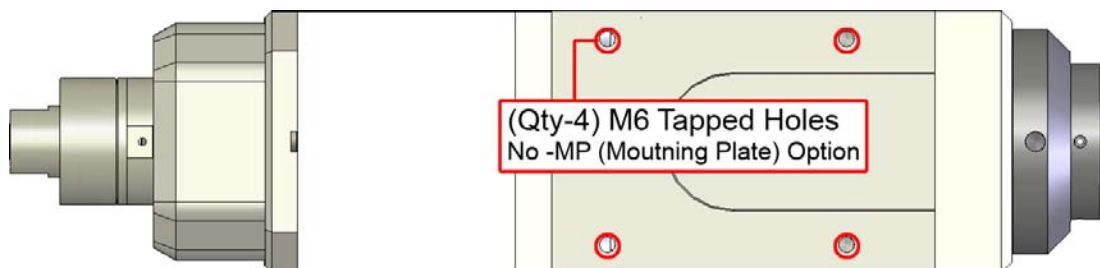 (Qty-4) M6 Tapped Holes
No -MP (Moutning Plate) Option